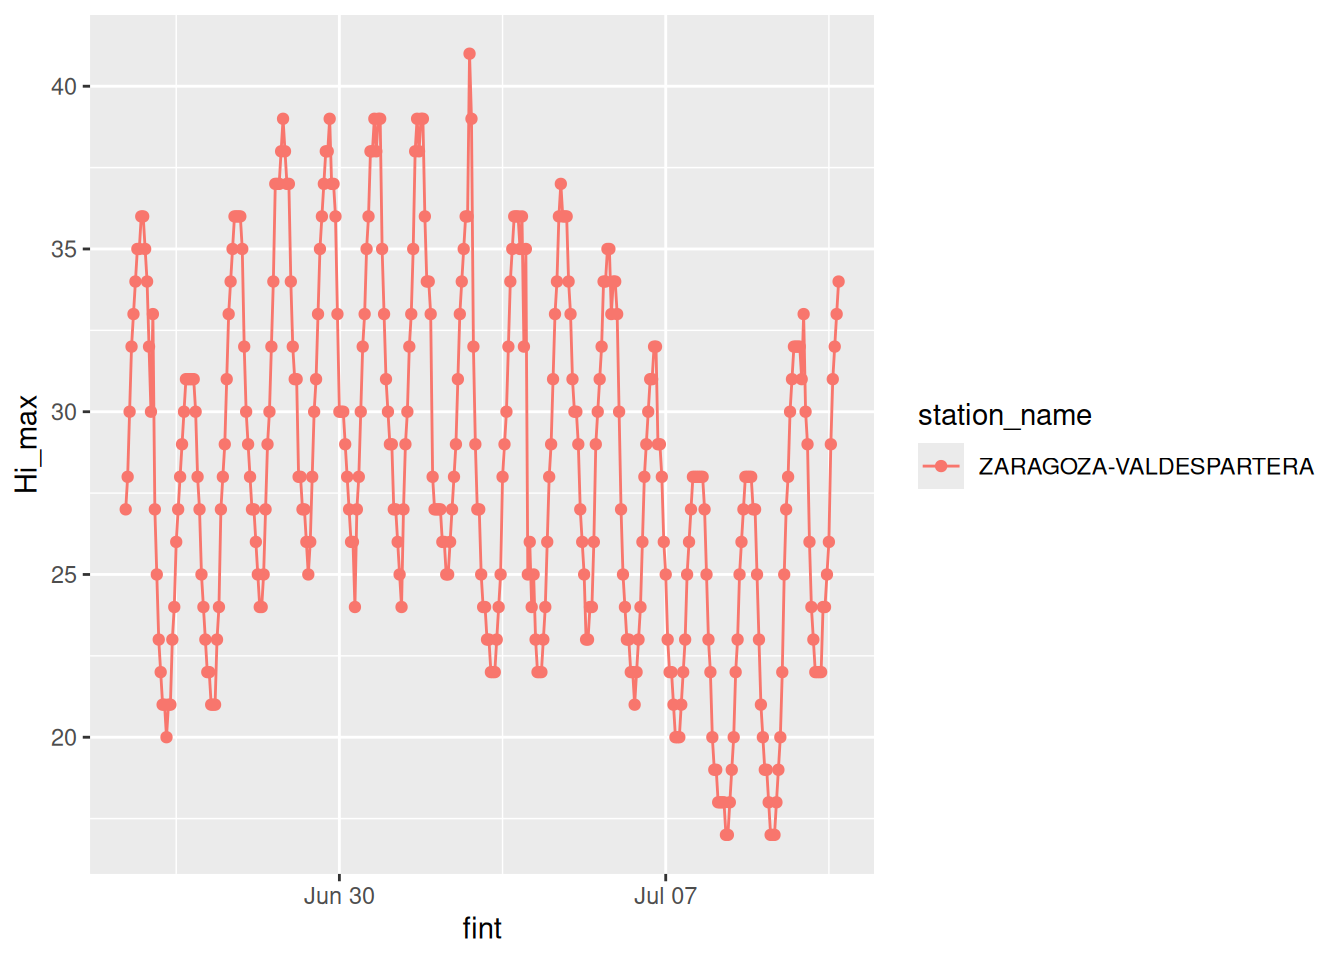 Hi_max
40
35
30
25
20
Jun 30
Jul 07
fint
station_name
ZARAGOZA-VALDESPARTERA